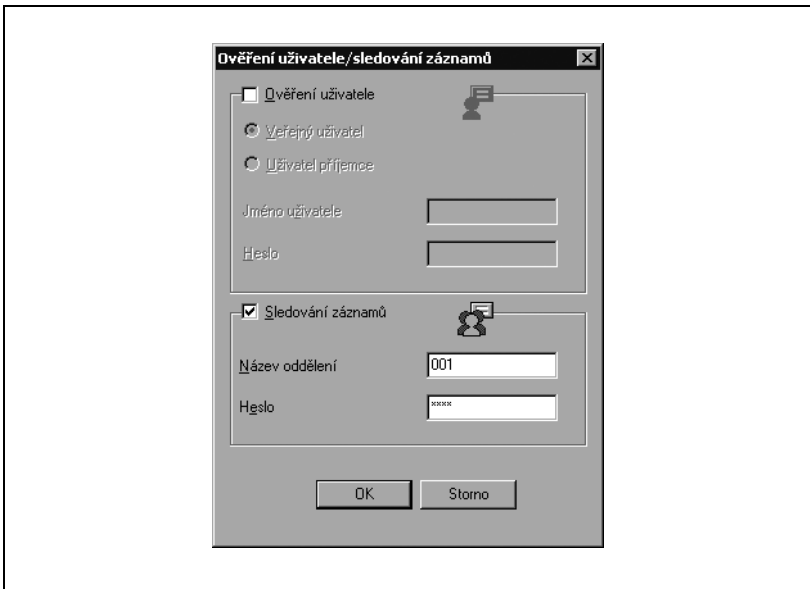 Ověření uživatele/sledování záznamů
Ověření uživatele
Veřejný uživatel
Uživatel příjemce
Jméno uživatele
Heslo
Sledování záznamů
Název oddělení 001
Heslo ****
OK Storno